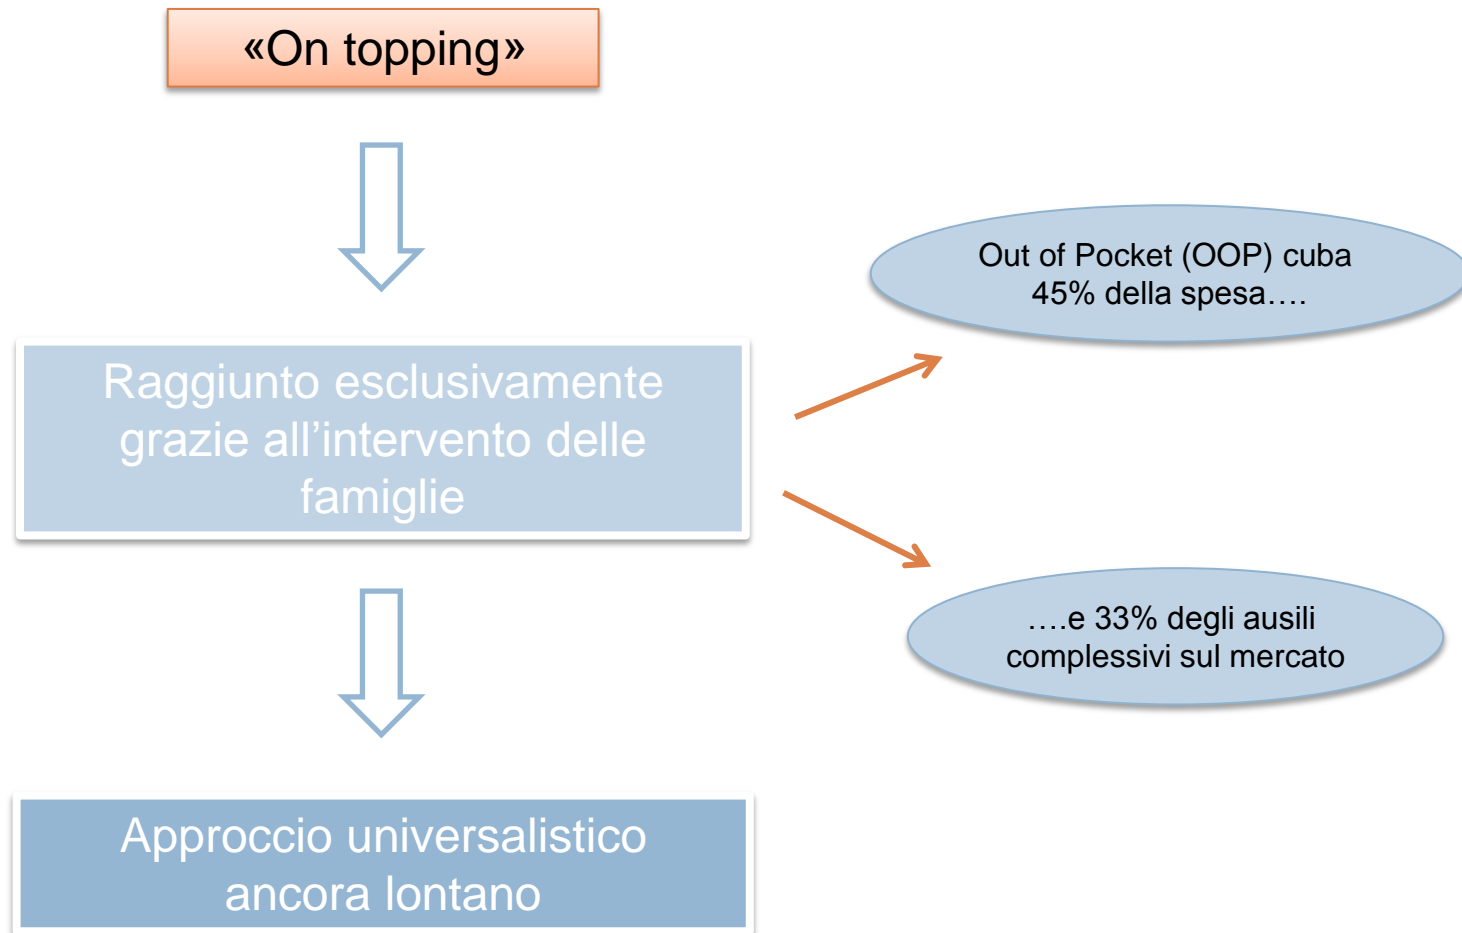 «On topping»
Out of Pocket (OOP) cuba
45% della spesa….
Raggiunto esclusivamente
grazie all’intervento delle
famiglie
….e 33% degli ausili
complessivi sul mercato
Approccio universalistico
ancora lontano